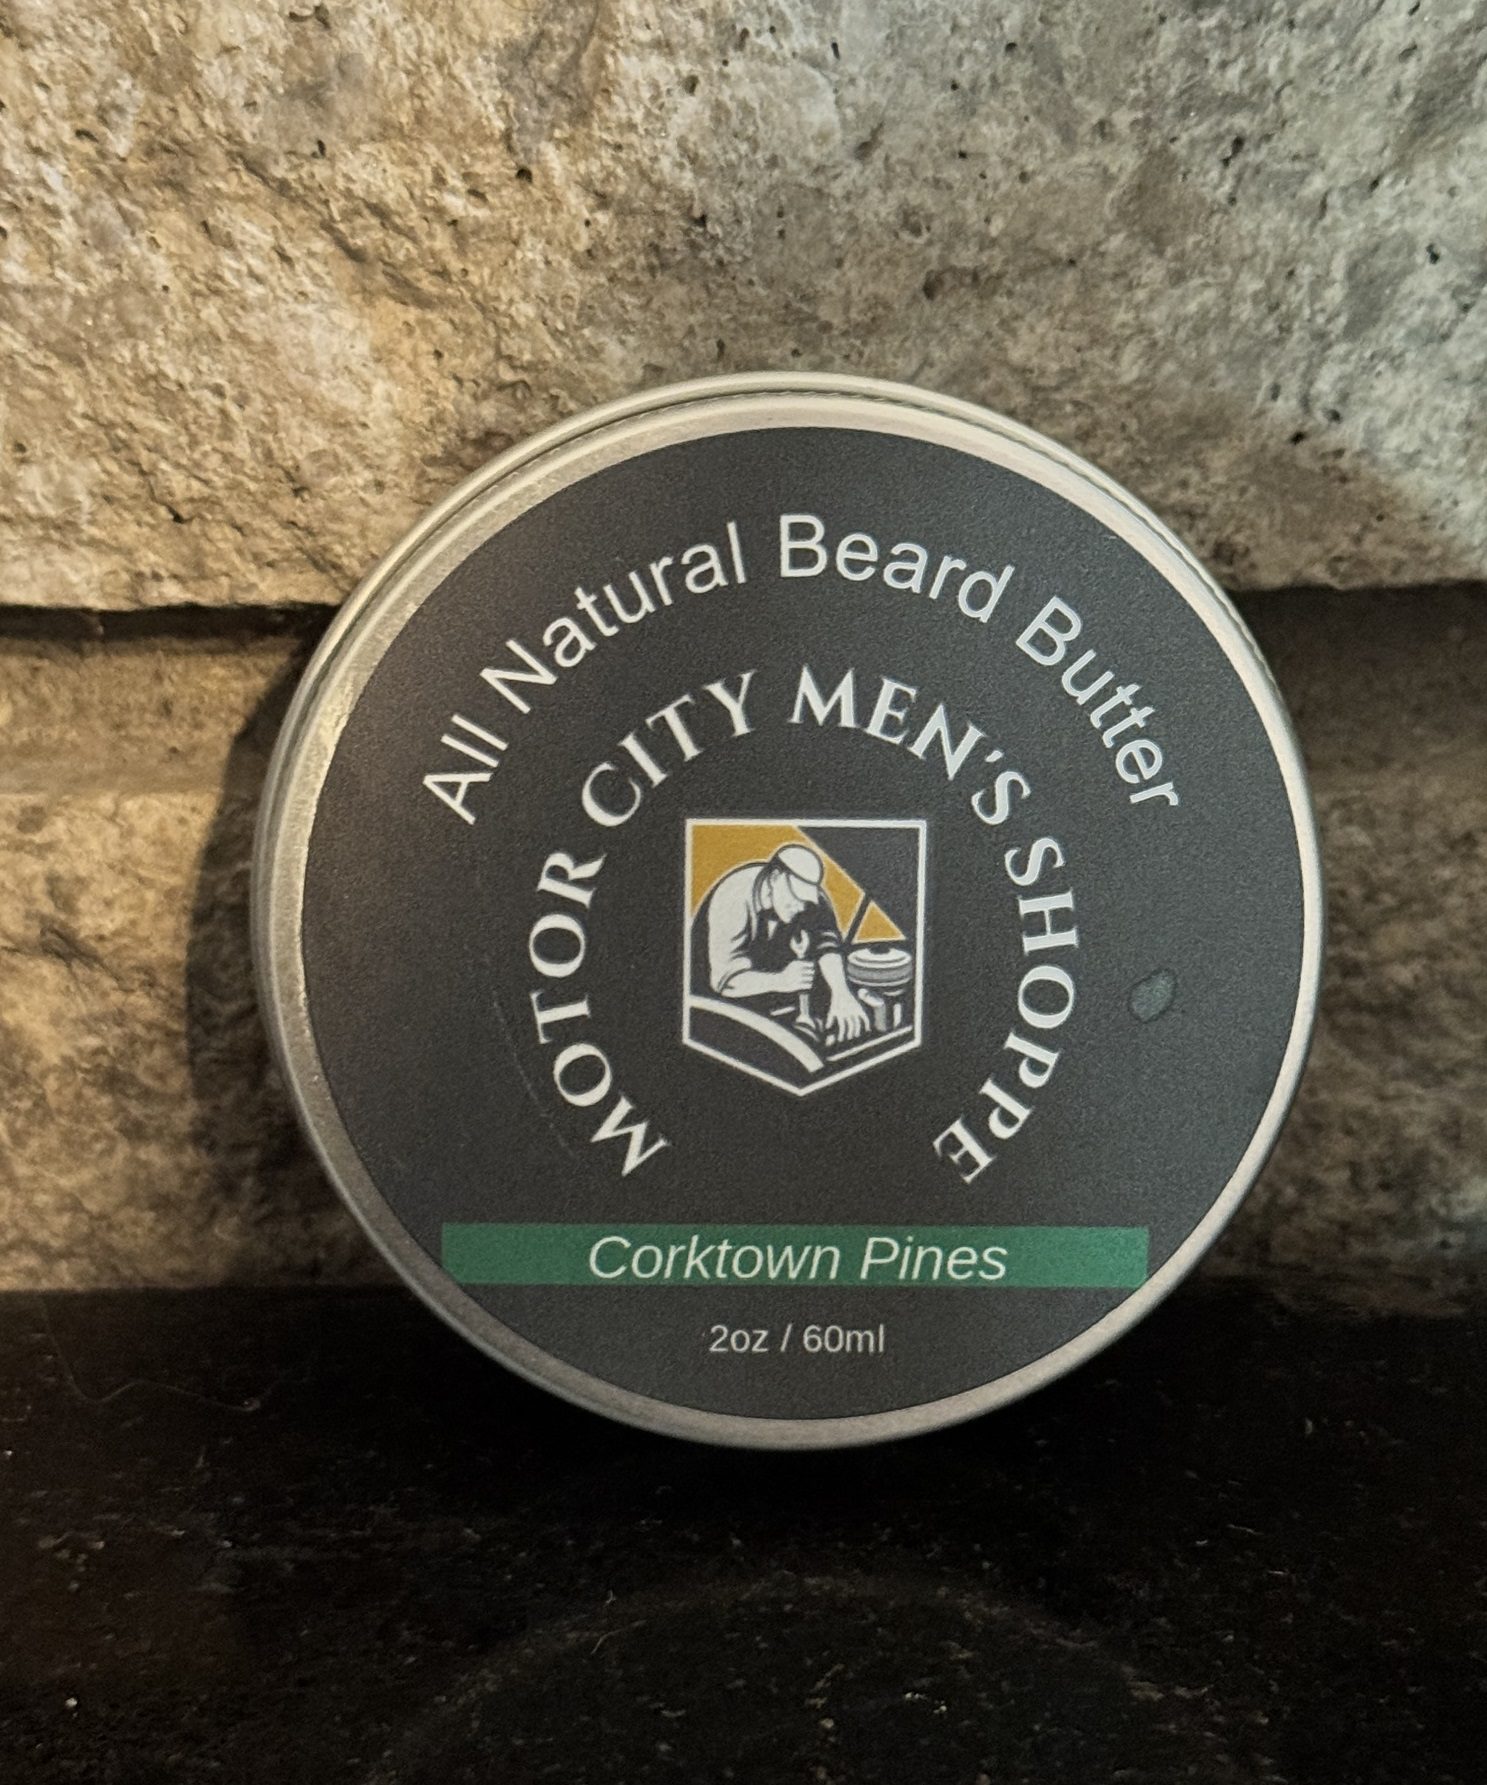 All Natural Beard Butter
MOTOR CITY MEN'S SHOPPE
Corktown Pines
2oz / 60ml